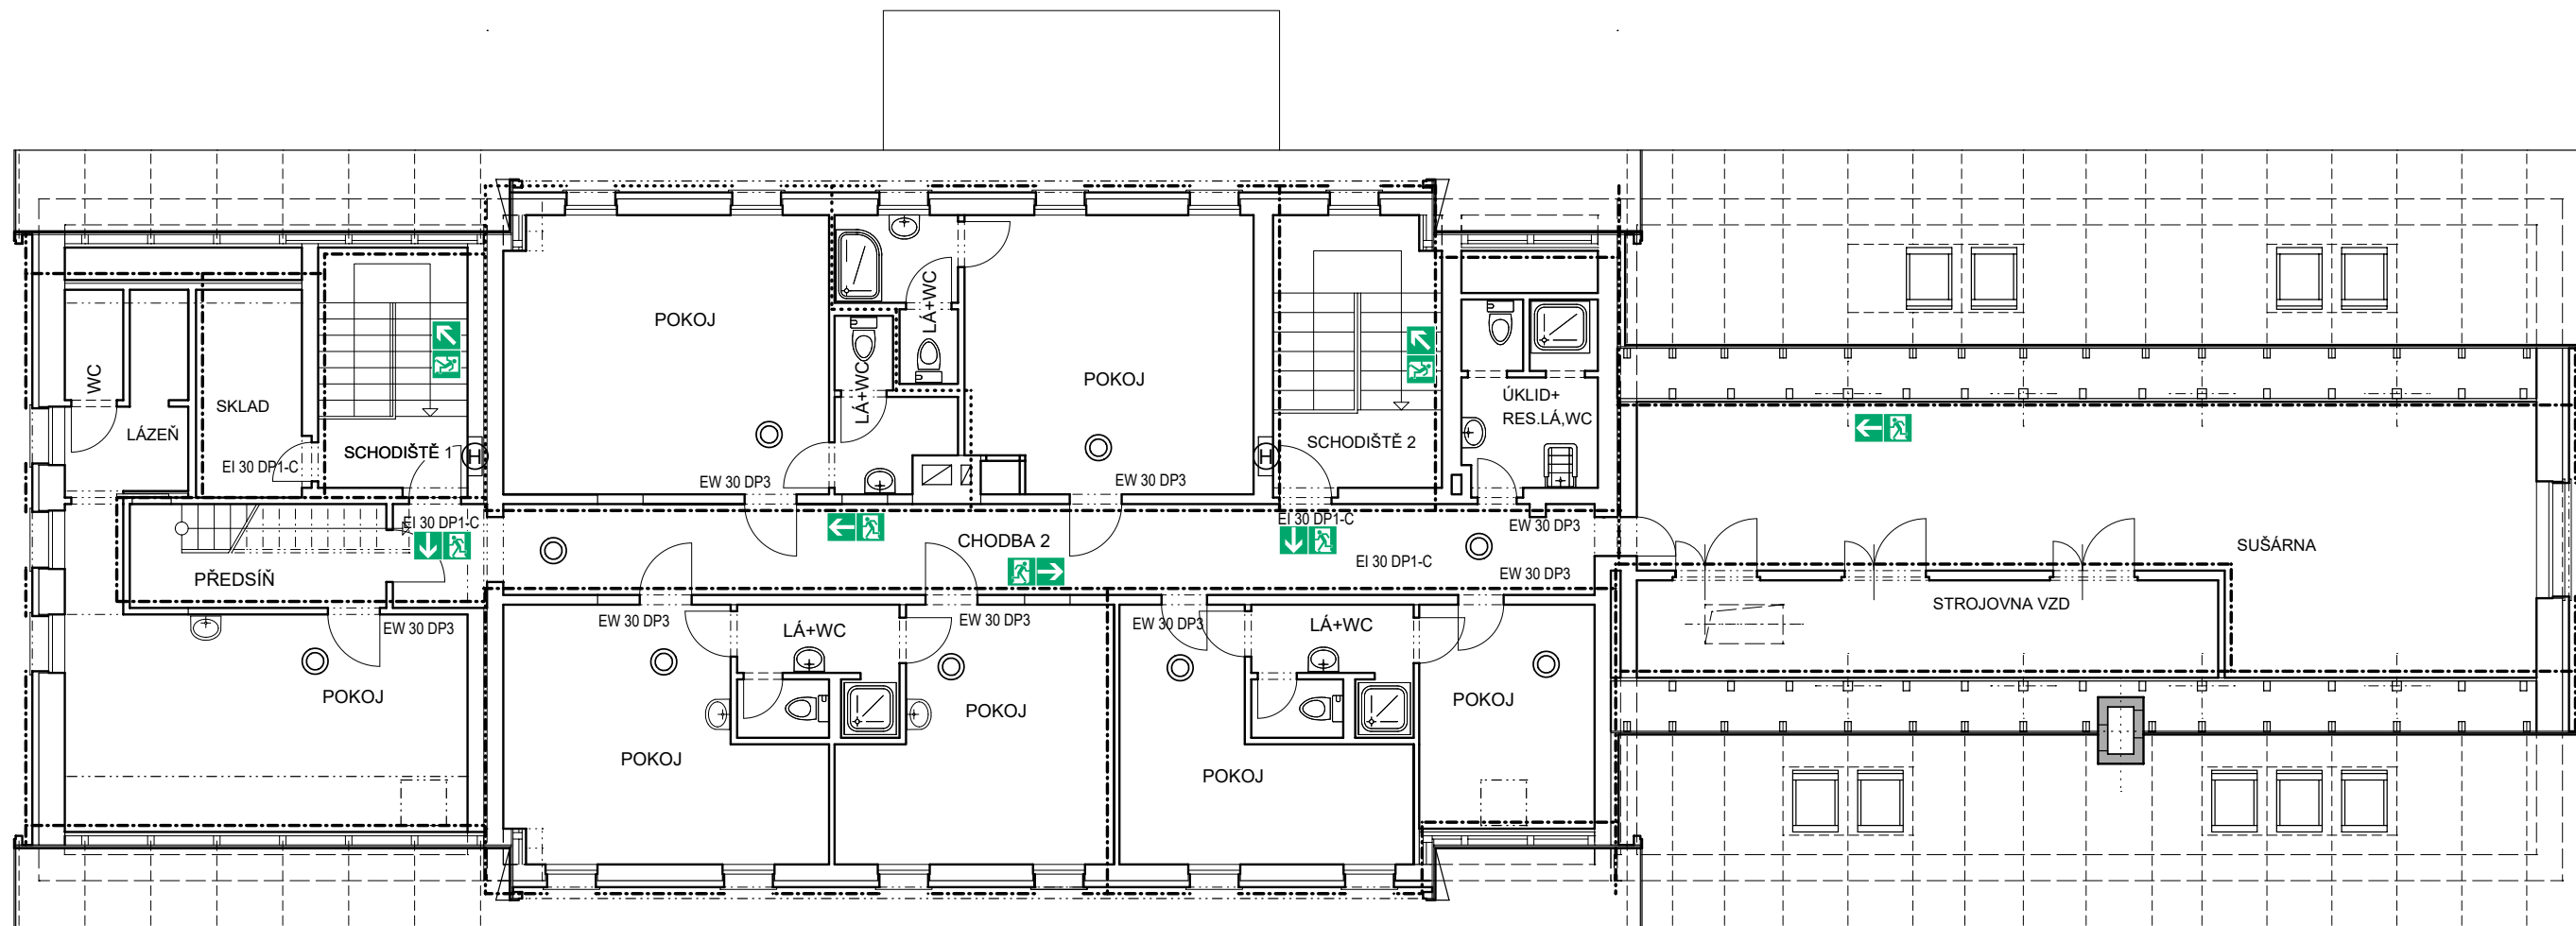 POKOJ
LÁ+WC
POKOJ
LÁ+WC
WC
SKLAD
LÁZEŇ
EI 30 DP1-C
SCHODIŠTĚ 1
H
EW 30 DP3
EW 30 DP3
H
SCHODIŠTĚ 2
ÚKLID+
RES.LÁ,WC
EI 30 DP1-C
CHODBA 2
EI 30 DP1-C
EI 30 DP1-C
EW 30 DP3
EW 30 DP3
SUŠÁRNA
PŘEDSÍŇ
STROJOVNA VZD
EW 30 DP3
EW 30 DP3
LÁ+WC
EW 30 DP3
EW 30 DP3
LÁ+WC
POKOJ
POKOJ
POKOJ
POKOJ
POKOJ